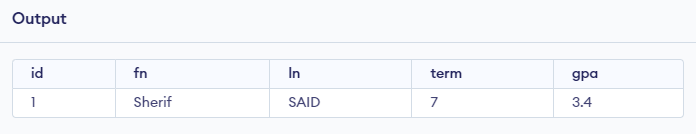 Output
id fn ln term gpa
1 Sherif SAID 7 3.4